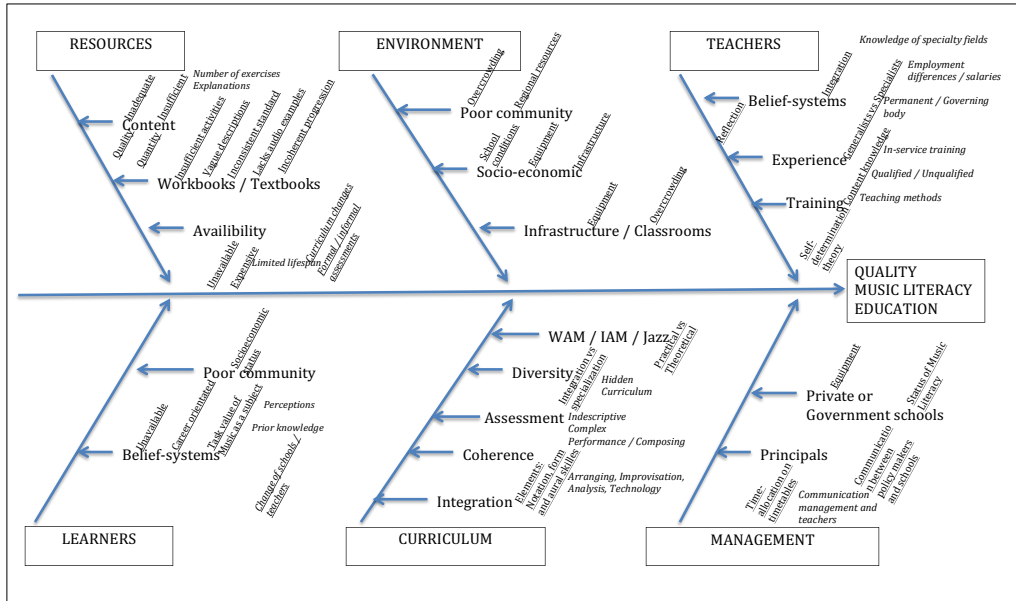 RESOURCES
Content
Quality
Inadequate
Quantity
Insufficient
Number of exercises
Explanations
Workbooks / Textbooks
Insufficient activities
Vague descriptions
Inconsistent standard
Lacks audio examples
Incoherent progression
Availibility
Unavailable
Expensive
Limited lifespan
Curriculum changes
Formal / informal
assessments
ENVIRONMENT
Poor community
Overcrowding
Regional resources
Socio-economic
School
conditions
Equipment
Infrastructure
Infrastructure / Classrooms
Equipment
Overcrowding
TEACHERS
Belief-systems
Reflection
Integration
Knowledge of specialty fields
Experience
Generalists vs Specialists
Employment
differences / salaries
Permanent / Governing
body
Training
Self-
determination
theory
Content knowledge
In-service training
Qualified / Unqualified
Teaching methods
QUALITY
MUSIC LITERACY
EDUCATION
Poor community
Socioeconomic
status
Belief-systems
Unavailable
Career orientated
Task value of
Music as a subject
Perceptions
Prior knowledge
Change of schools /
teachers
LEARNERS
WAM / IAM / Jazz
Practical vs
Theoretical
Diversity
Integration vs
specialization
Hidden
Curriculum
Assessment
Indescriptive
Complex
Performance / Composing
Coherence
Integration
Elements:
Notation, form
and aural skilles
Arranging, Improvisation,
Analysis, Technology
CURRICULUM
Private or
Government schools
Equipment
Status of Music
Literacy
Principals
Time-
allocation on
timetables
Communication
management and
teachers
Communicatio
n between
policy makers
and schools
MANAGEMENT